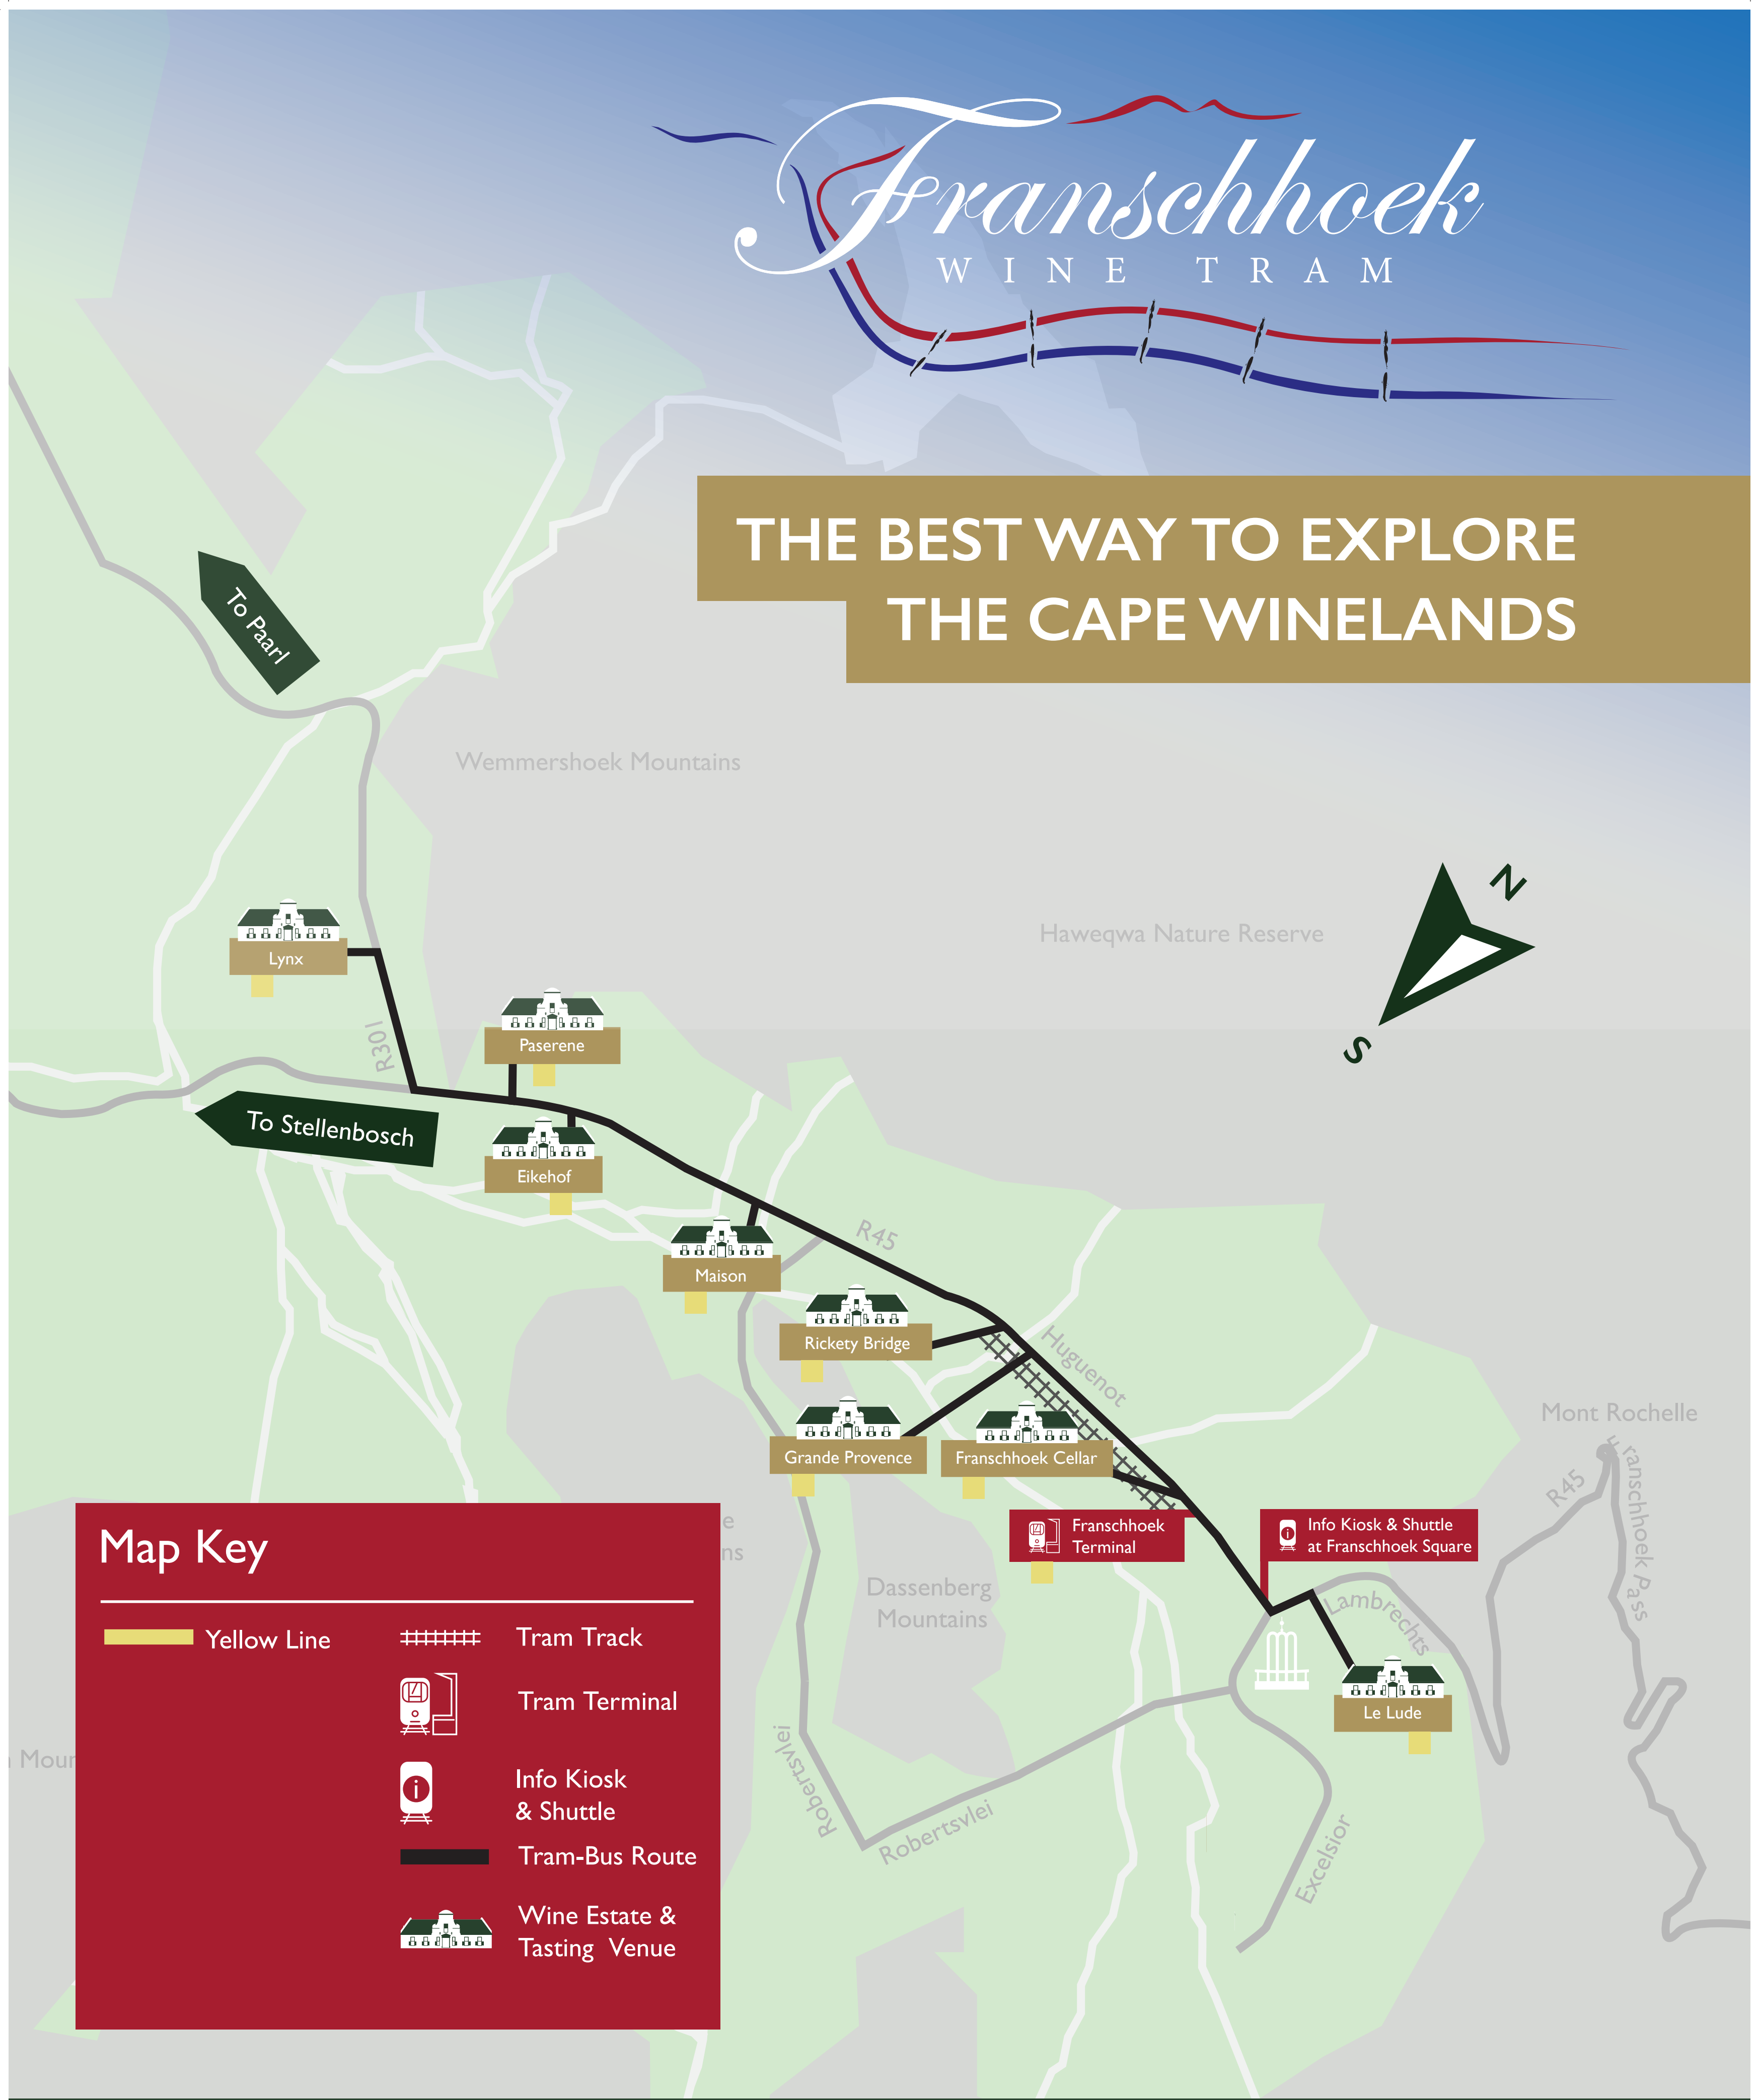 Franschhoek
WINE TRAM
THE BEST WAY TO EXPLORE
THE CAPE WINELANDS
To Paarl
Wemmershoek Mountains
N
Haweqwa Nature Reserve
S
Lynx
R301
Paserene
To Stellenbosch
Eikehof
R45
Maison
Rickety Bridge
Huguenot
Mont Rochelle
Grande Provence
Franschhoek Cellar
R45
Franschhoek Pass
Franschhoek
Terminal
Info Kiosk & Shuttle
at Franschhoek Square
Dassenberg
Mountains
Lambrechts
Le Lude
Robertsvlei
Robertsvlei
Excelsior
Map Key
Yellow Line
Tram Track
Tram Terminal
Info Kiosk
& Shuttle
Tram-Bus Route
Wine Estate &
Tasting Venue